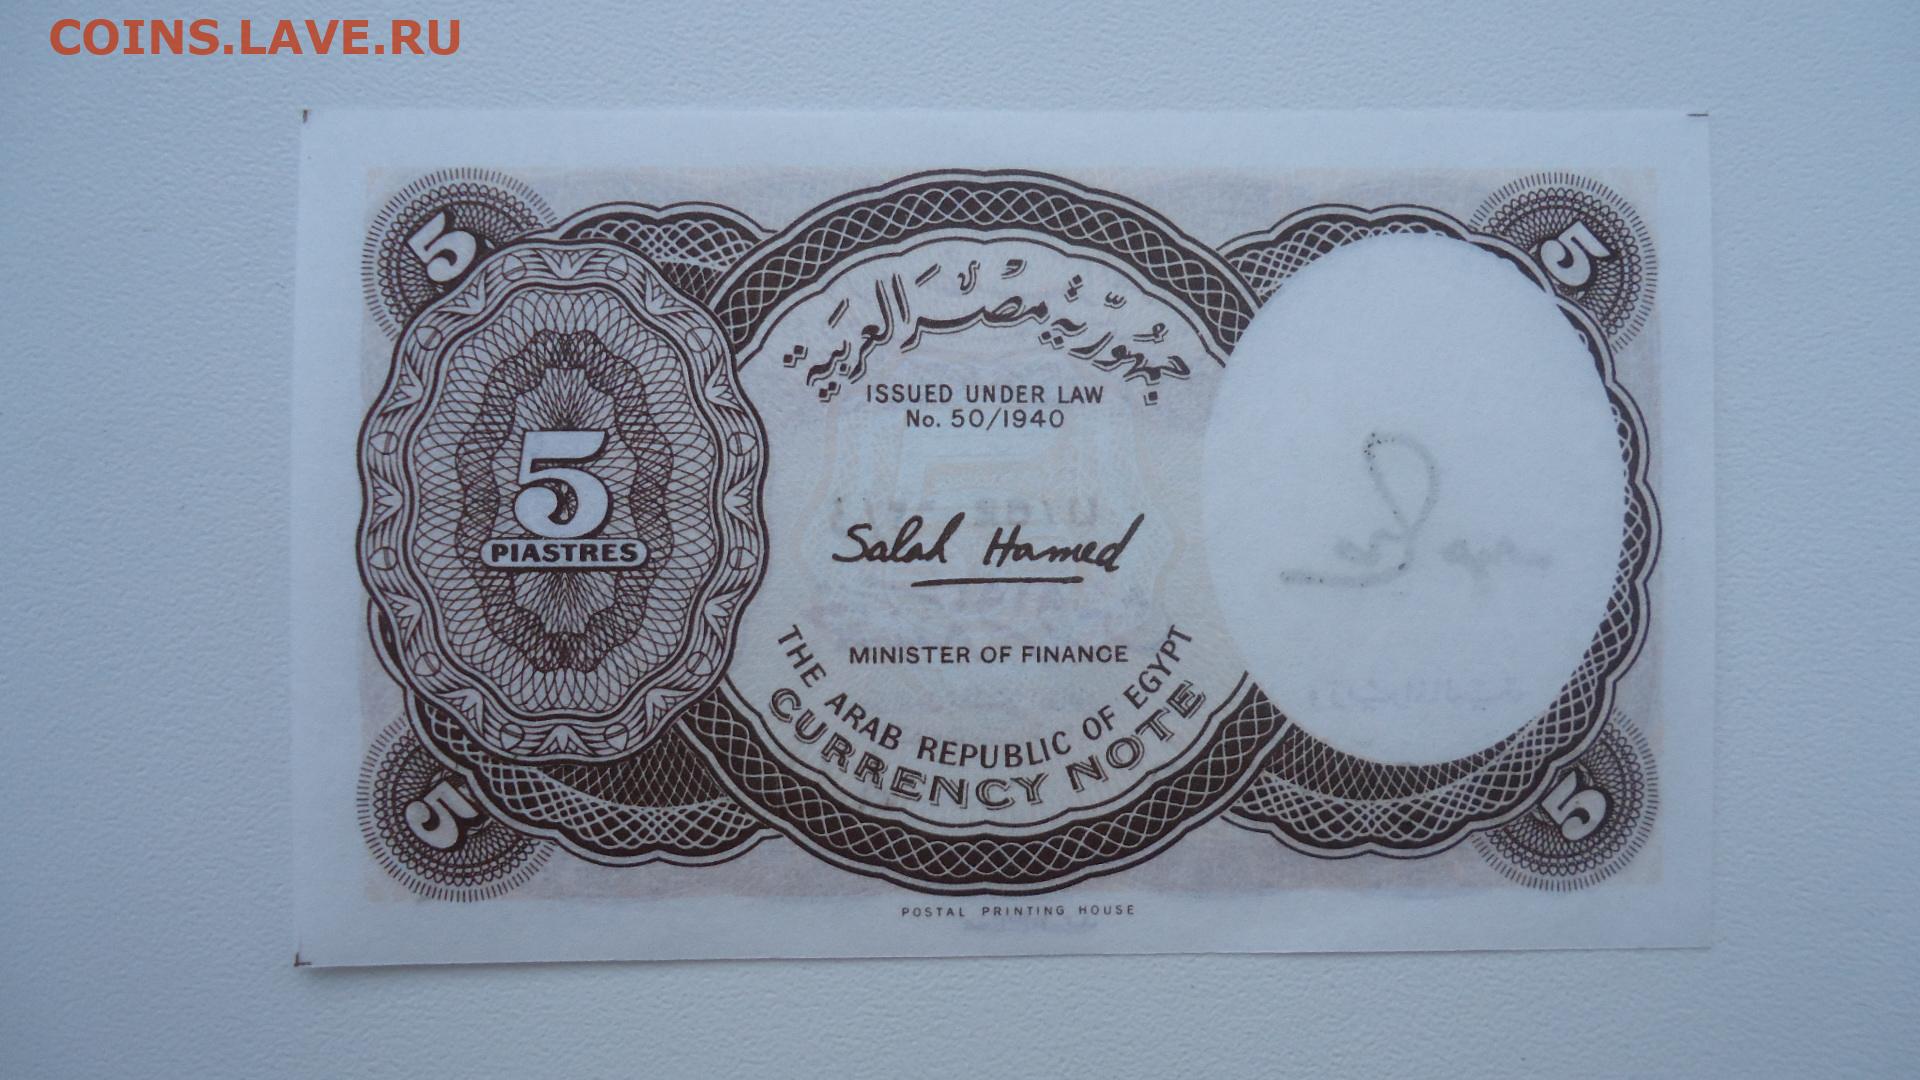 COINS.LAVE.RU
5
5
جمهورية مصر العربية
ISSUED UNDER LAW
No. 50/1940
5
PIASTRES
Salah Hamed
MINISTER OF FINANCE
THE ARAB REPUBLIC OF EGYPT
CURRENCY NOTE
5
5
POSTAL PRINTING HOUSE